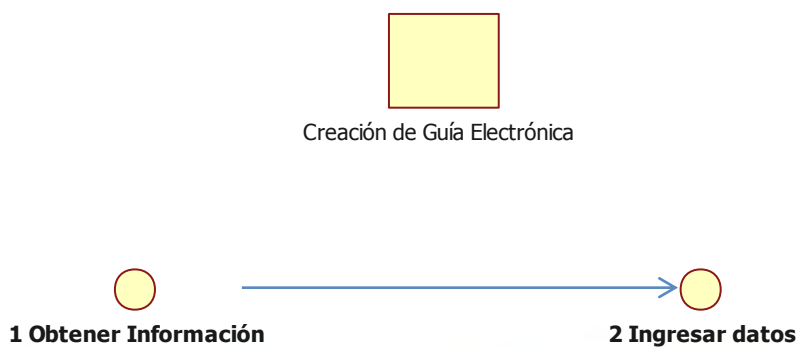 Creación de Guía Electrónica
1 Obtener Información
2 Ingresar datos